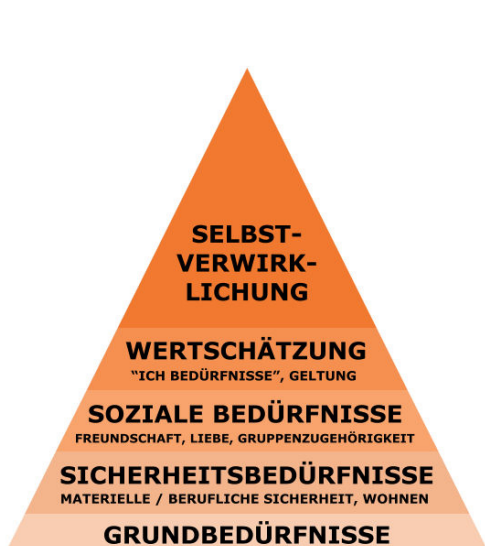 SELBST-
VERWIRK-
LICHUNG
WERTSCHÄTZUNG
"ICH BEDÜRFNISSE", GELTUNG
SOZIALE BEDÜRFNISSE
FREUNDSCHAFT, LIEBE, GRUPPENZUGEHÖRIGKEIT
SICHERHEITSBEDÜRFNISSE
MATERIELLE / BERUFLICHE SICHERHEIT, WOHNEN
GRUNDBEDÜRFNISSE